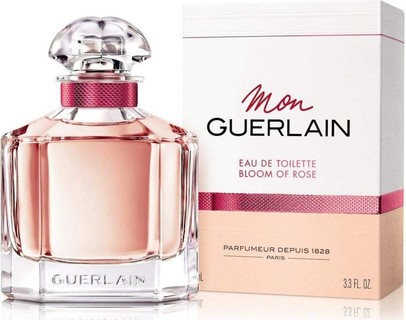 Mon
GUERLAIN
EAU DE TOILETTE
BLOOM OF ROSE
PARFUMEUR DEPUIS 1828
PARIS
3.3 FL. OZ.
GUERLAIN